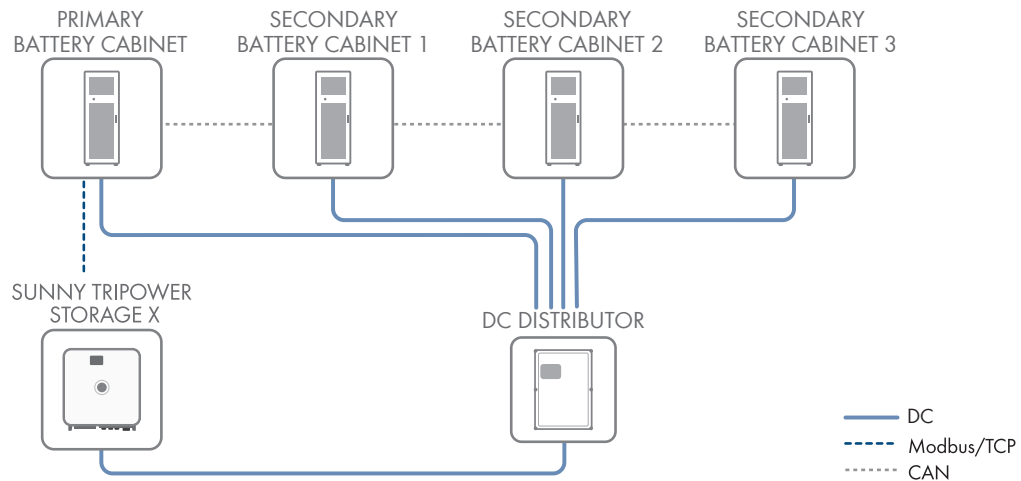 PRIMARY
BATTERY CABINET
SECONDARY
BATTERY CABINET 1
SECONDARY
BATTERY CABINET 2
SECONDARY
BATTERY CABINET 3
SUNNY TRIPOWER
STORAGE X
DC DISTRIBUTOR
DC
Modbus/TCP
CAN